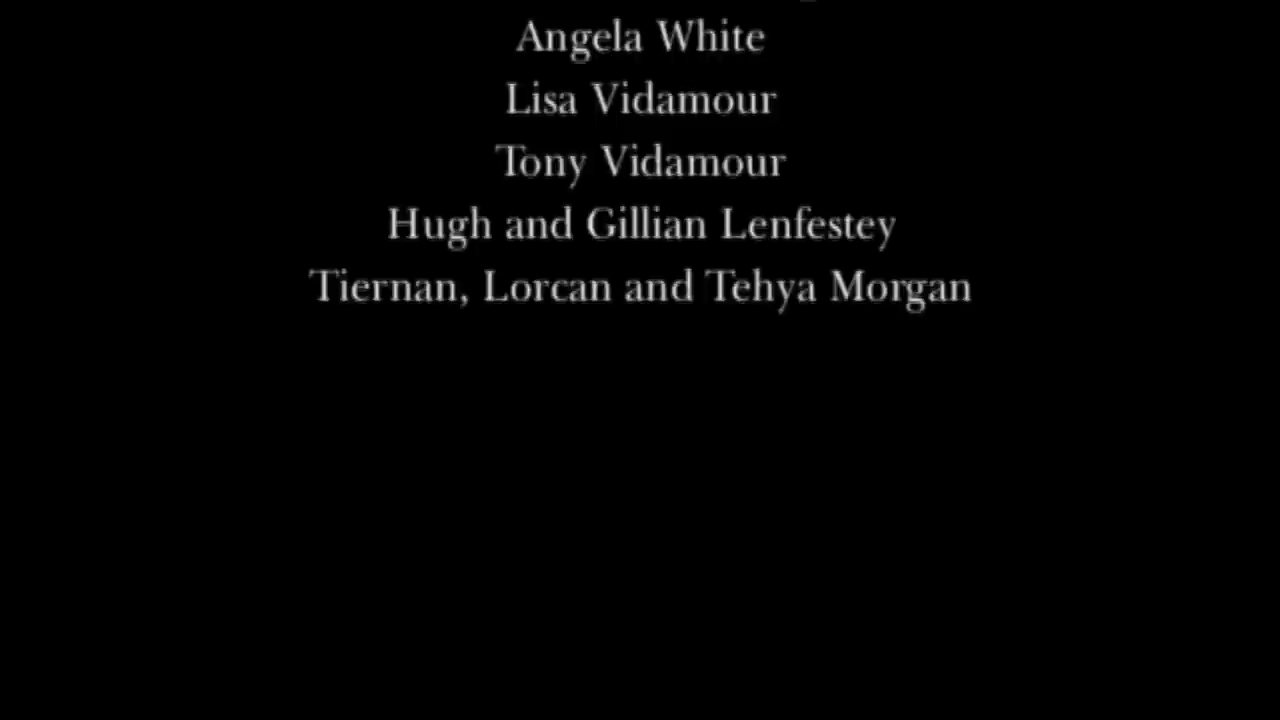 Angela White
Lisa Vidamour
Tony Vidamour
Hugh and Gillian Lenfestey
Tiernan, Lorcan and Tehya Morgan